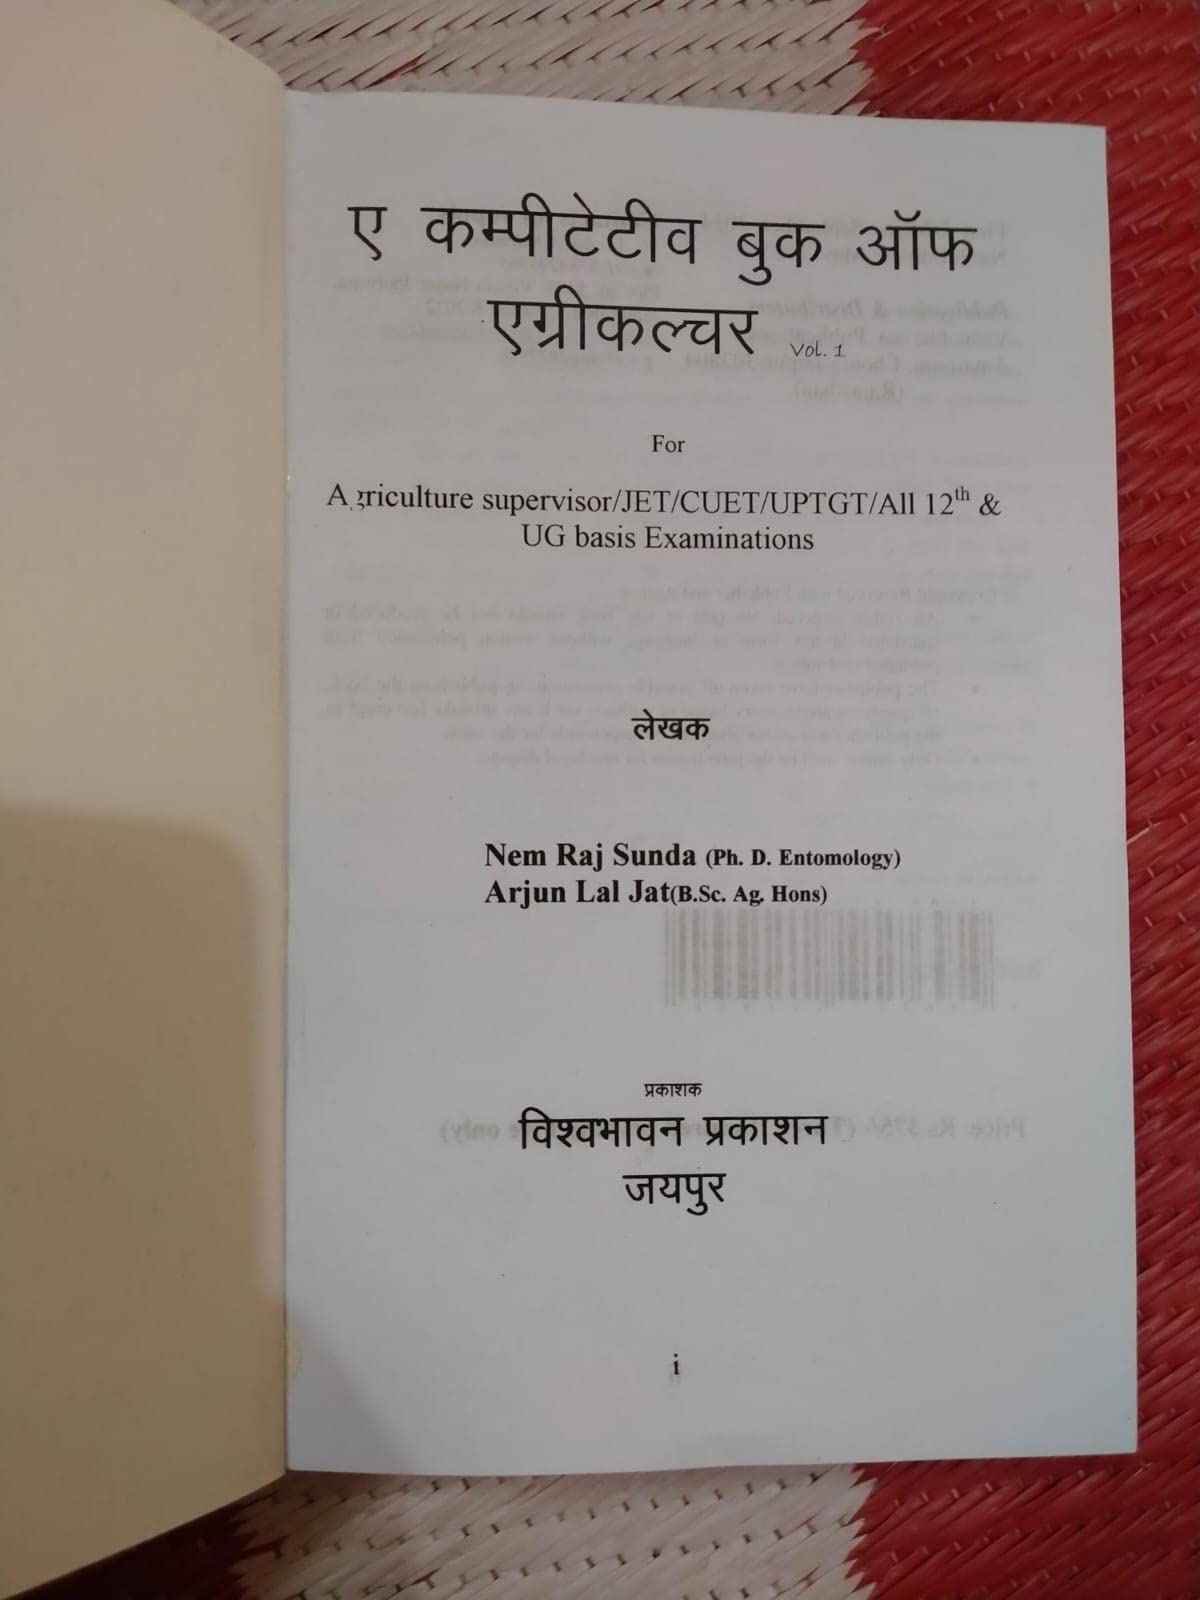 ए कम्पीटेटीव बुक ऑफ
एग्रीकल्चर Vol. 1
For
Agriculture supervisor/JET/CUET/UPTGT/All 12th &
UG basis Examinations
लेखक
Nem Raj Sunda (Ph. D. Entomology)
Arjun Lal Jat(B.Sc. Ag. Hons)
प्रकाशक
विश्वभावन प्रकाशन
जयपुर
i